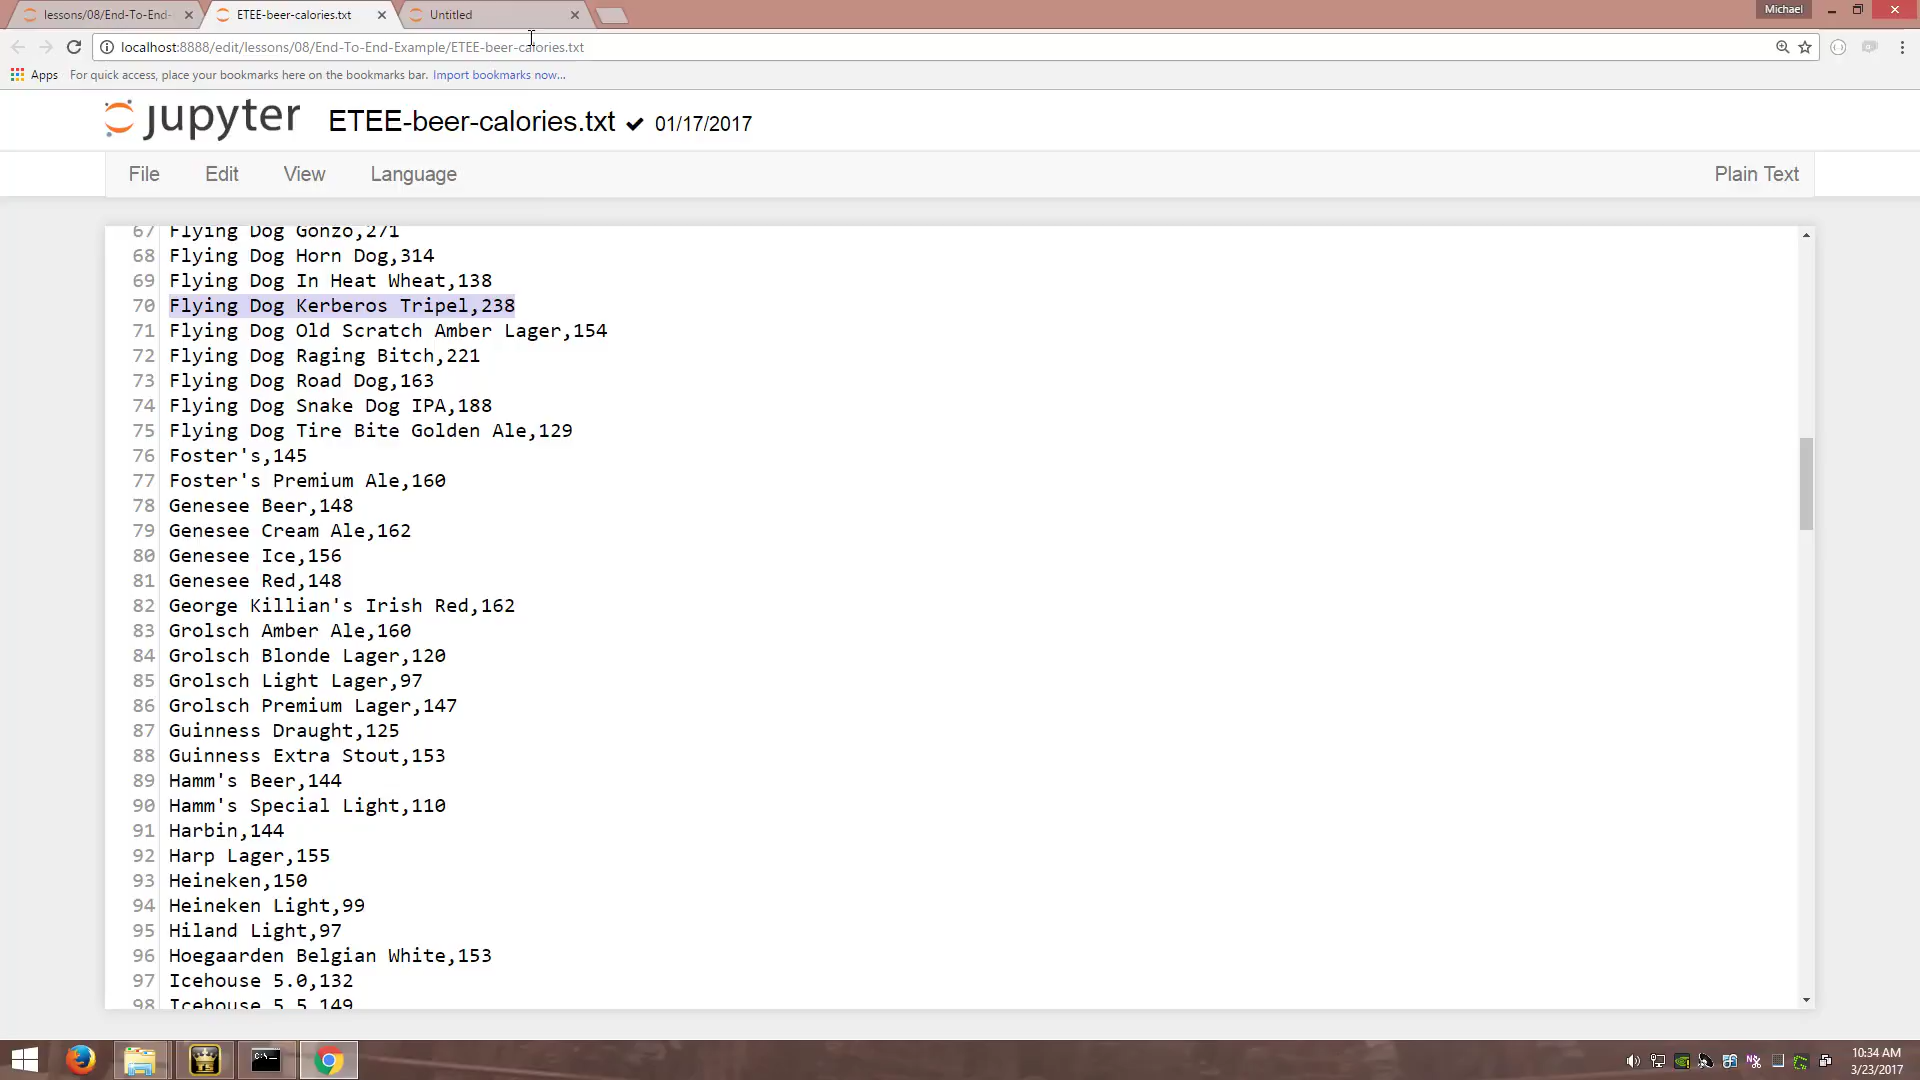 lessons/08/End-To-End-
ETEE-beer-calories.txt
Untitled
Michael
localhost:8888/edit/lessons/08/End-To-End-Example/ETEE-beer-calories.txt
Apps For quick access, place your bookmarks here on the bookmarks bar. Import bookmarks now...
jupyter ETEE-beer-calories.txt 01/17/2017
File Edit View Language Plain Text
67 Flying Dog Gonzo,271
68 Flying Dog Horn Dog,314
69 Flying Dog In Heat Wheat,138
70 Flying Dog Kerberos Tripel,238
71 Flying Dog Old Scratch Amber Lager,154
72 Flying Dog Raging Bitch,221
73 Flying Dog Road Dog,163
74 Flying Dog Snake Dog IPA,188
75 Flying Dog Tire Bite Golden Ale,129
76 Foster's,145
77 Foster's Premium Ale,160
78 Genesee Beer,148
79 Genesee Cream Ale,162
80 Genesee Ice,156
81 Genesee Red,148
82 George Killian's Irish Red,162
83 Grolsch Amber Ale,160
84 Grolsch Blonde Lager,120
85 Grolsch Light Lager,97
86 Grolsch Premium Lager,147
87 Guinness Draught,125
88 Guinness Extra Stout,153
89 Hamm's Beer,144
90 Hamm's Special Light,110
91 Harbin,144
92 Harp Lager,155
93 Heineken,150
94 Heineken Light,99
95 Hiland Light,97
96 Hoegaarden Belgian White,153
97 Icehouse 5.0,132
98 Icehouse 5.5,149
10:34 AM
3/23/2017